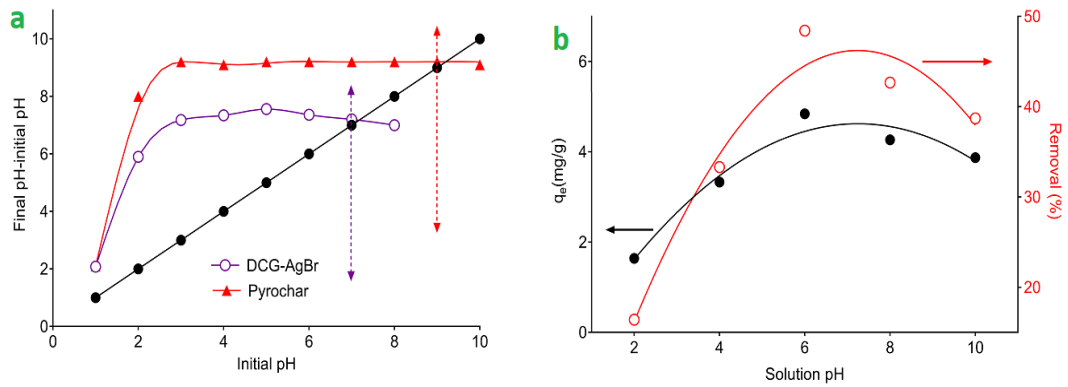 a
Final pH-initial pH
10
8
6
4
2
0
0 2 4 6 8 10
Initial pH
DCG-AgBr
Pyrochar
b
qe(mg/g)
6
4
2
0
2 4 6 8 10
Solution pH
50
40
30
20
Removal (%)